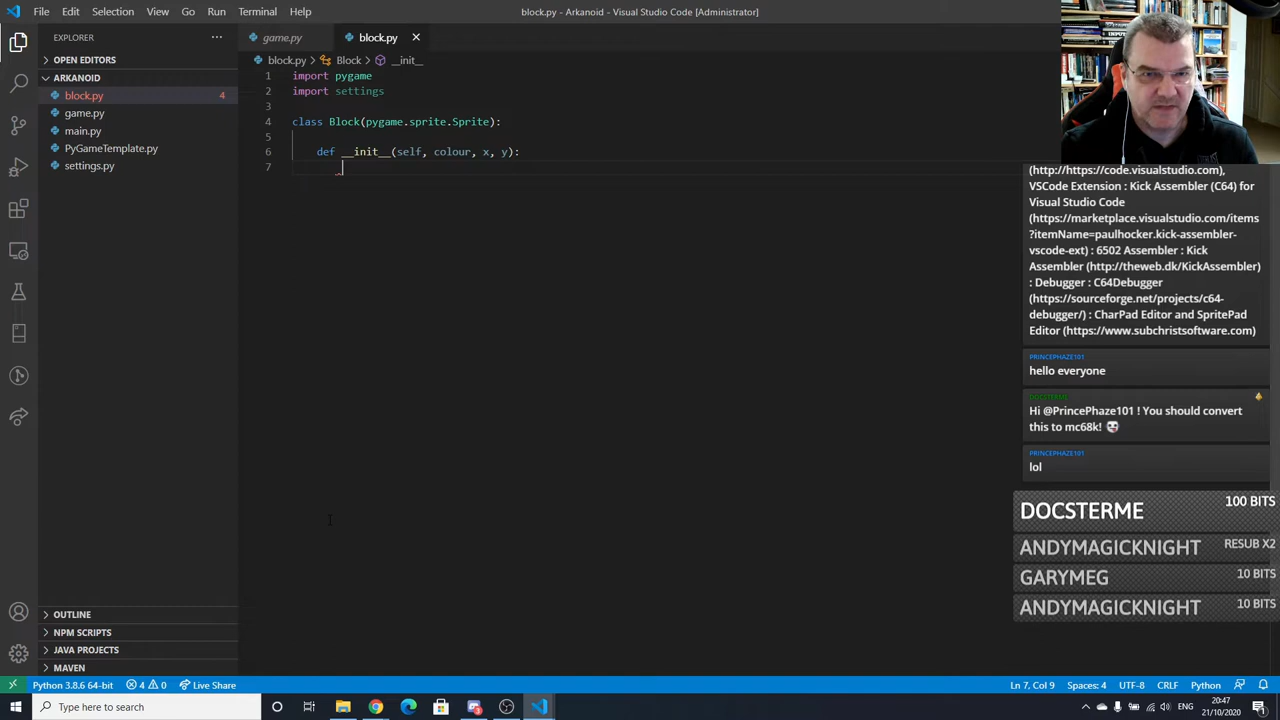 File Edit Selection View Go Run Terminal Help
block.py - Arkanoid - Visual Studio Code [Administrator]
EXPLORER
OPEN EDITORS
ARKANOID
block.py 4
game.py
main.py
PyGameTemplate.py
settings.py
OUTLINE
NPM SCRIPTS
JAVA PROJECTS
MAVEN
game.py block.py
block.py
1 import pygame
2 import settings
3
4 class Block(pygame.sprite.Sprite):
5
6 def __init__(self, colour, x, y):
7
(http://https://code.visualstudio.com),
VSCode Extension : Kick Assembler (C64) for
Visual Studio Code
(https://marketplace.visualstudio.com/items
?itemName=paulhocker.kick-assembler-
vscode-ext) : 6502 Assembler : Kick
Assembler (http://theweb.dk/KickAssembler)
: Debugger : C64Debugger
(https://sourceforge.net/projects/c64-
debugger/) : CharPad Editor and SpritePad
Editor (https://www.subchristsoftware.com)
PRINCEPHAZE101
hello everyone
DOCSTERME
Hi @PrincePhaze101 ! You should convert
this to mc68k!
PRINCEPHAZE101
lol
DOCSTERME 100 BITS
ANDYMAGICKNIGHT RESUB X2
GARYMEG 10 BITS
ANDYMAGICKNIGHT 10 BITS
Python 3.8.6 64-bit 4 0 Live Share
Ln 7, Col 9 Spaces: 4 UTF-8 CRLF Python
Type here to search
ENG
20:47
21/10/2020